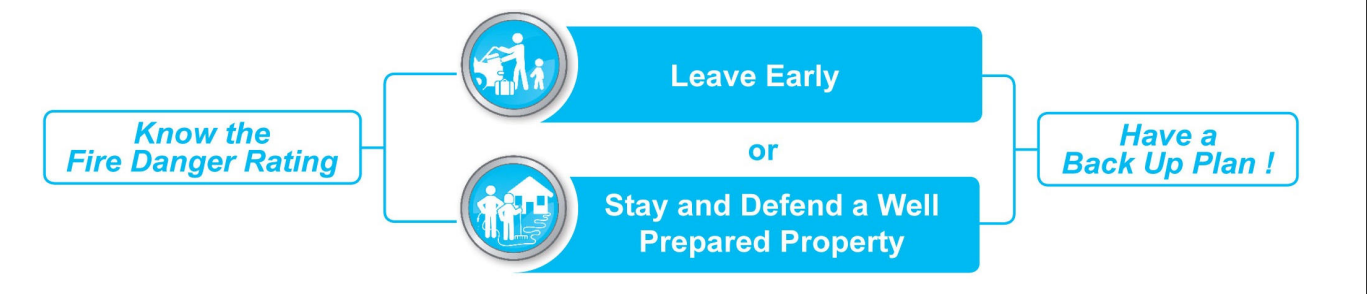 Know the
Fire Danger Rating
Leave Early
or
Stay and Defend a Well
Prepared Property
Have a
Back Up Plan !